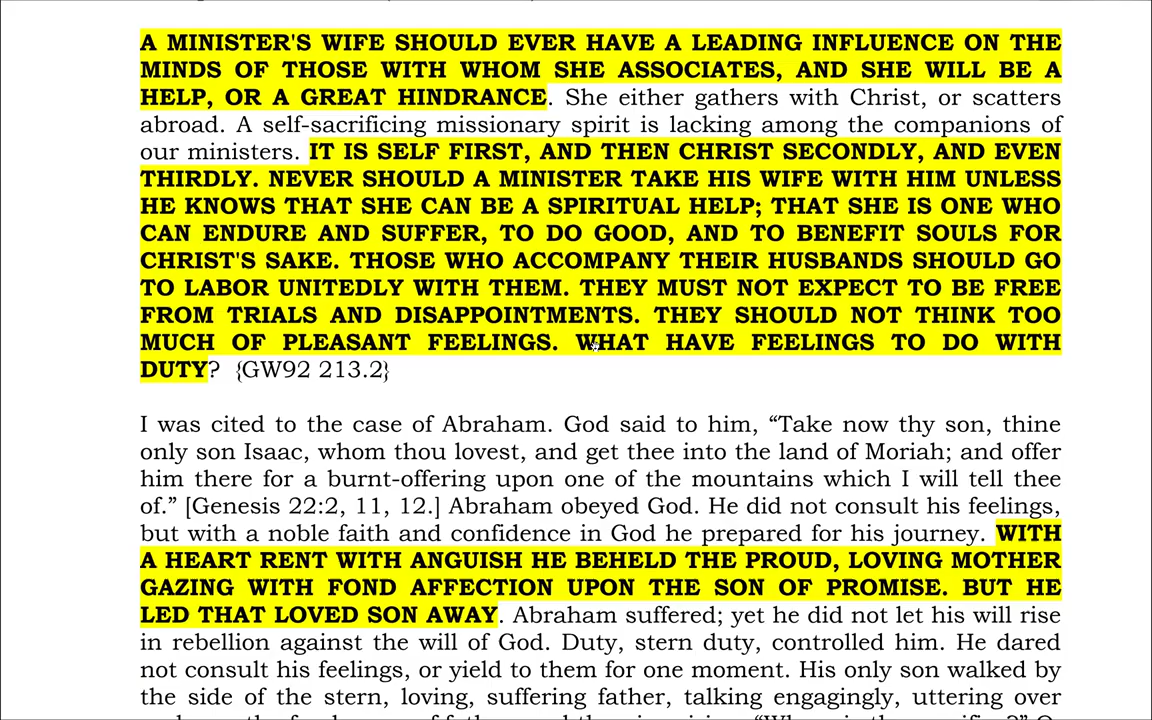 A MINISTER'S WIFE SHOULD EVER HAVE A LEADING INFLUENCE ON THE
MINDS OF THOSE WITH WHOM SHE ASSOCIATES, AND SHE WILL BE A
HELP, OR A GREAT HINDRANCE. She either gathers with Christ, or scatters
abroad. A self-sacrificing missionary spirit is lacking among the companions of
our ministers. IT IS SELF FIRST, AND THEN CHRIST SECONDLY, AND EVEN
THIRDLY. NEVER SHOULD A MINISTER TAKE HIS WIFE WITH HIM UNLESS
HE KNOWS THAT SHE CAN BE A SPIRITUAL HELP; THAT SHE IS ONE WHO
CAN ENDURE AND SUFFER, TO DO GOOD, AND TO BENEFIT SOULS FOR
CHRIST'S SAKE. THOSE WHO ACCOMPANY THEIR HUSBANDS SHOULD GO
TO LABOR UNITEDLY WITH THEM. THEY MUST NOT EXPECT TO BE FREE
FROM TRIALS AND DISAPPOINTMENTS. THEY SHOULD NOT THINK TOO
MUCH OF PLEASANT FEELINGS. WHAT HAVE FEELINGS TO DO WITH
DUTY? {GW92 213.2}
I was cited to the case of Abraham. God said to him, “Take now thy son, thine
only son Isaac, whom thou lovest, and get thee into the land of Moriah; and offer
him there for a burnt-offering upon one of the mountains which I will tell thee
of.” [Genesis 22:2, 11, 12.] Abraham obeyed God. He did not consult his feelings,
but with a noble faith and confidence in God he prepared for his journey. WITH
A HEART RENT WITH ANGUISH HE BEHELD THE PROUD, LOVING MOTHER
GAZING WITH FOND AFFECTION UPON THE SON OF PROMISE. BUT HE
LED THAT LOVED SON AWAY. Abraham suffered; yet he did not let his will rise
in rebellion against the will of God. Duty, stern duty, controlled him. He dared
not consult his feelings, or yield to them for one moment. His only son walked by
the side of the stern, loving, suffering father, talking engagingly, uttering over